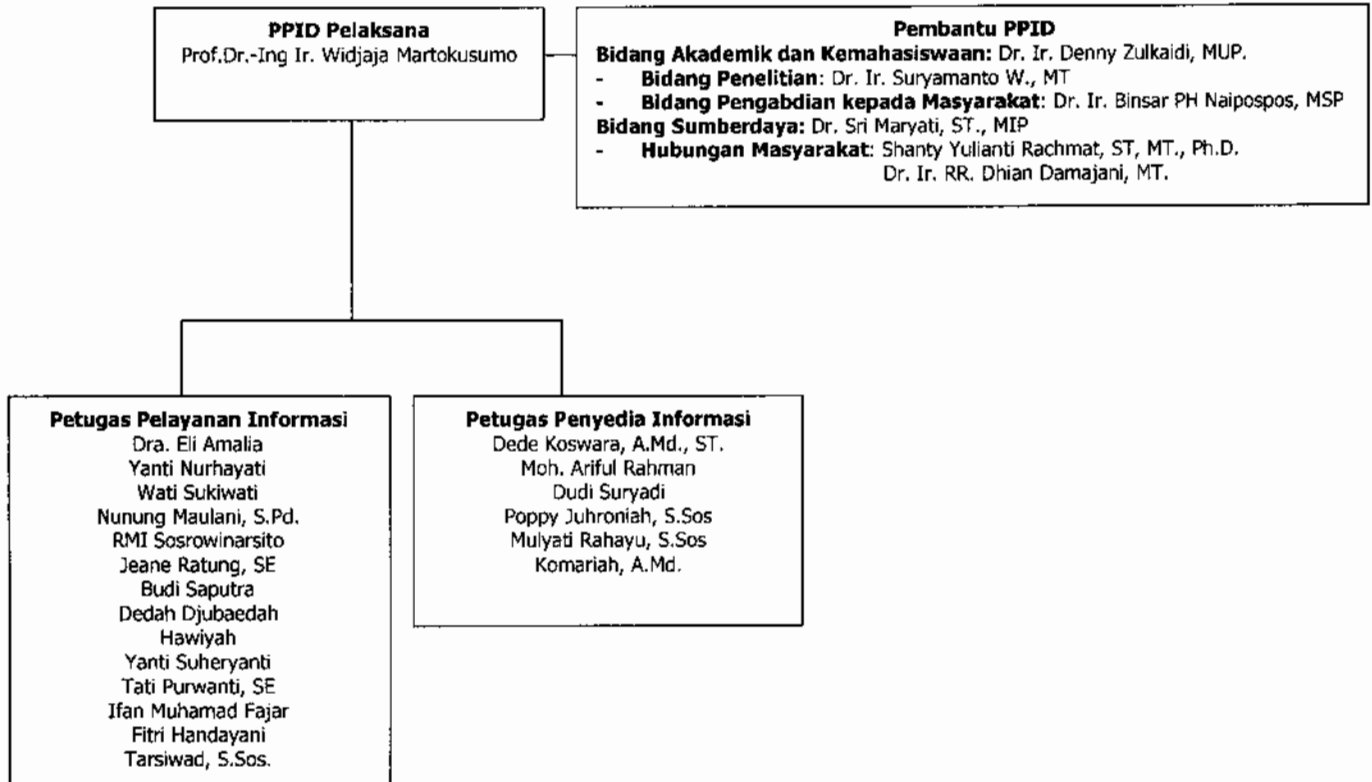 PPID Pelaksana
Prof.Dr.-Ing Ir. Widjaja Martokusumo
Pembantu PPID
Bidang Akademik dan Kemahasiswaan: Dr. Ir. Denny Zulkaidi, MUP.
- Bidang Penelitian: Dr. Ir. Suryamanto W., MT
- Bidang Pengabdian kepada Masyarakat: Dr. Ir. Binsar PH Naipospos, MSP
Bidang Sumberdaya: Dr. Sri Maryati, ST., MIP
- Hubungan Masyarakat: Shanty Yulianti Rachmat, ST, MT., Ph.D.
Dr. Ir. RR. Dhian Damajani, MT.
Petugas Pelayanan Informasi
Dra. Eli Amalia
Yanti Nurhayati
Wati Sukiwati
Nunung Maulani, S.Pd.
RMI Sosrowinarsito
Jeane Ratung, SE
Budi Saputra
Dedah Djubaedah
Hawiyah
Yanti Suheryanti
Tati Purwanti, SE
Ifan Muhamad Fajar
Fitri Handayani
Tarsiwad, S.Sos.
Petugas Penyedia Informasi
Dede Koswara, A.Md., ST.
Moh. Ariful Rahman
Dudi Suryadi
Poppy Juhroniah, S.Sos
Mulyati Rahayu, S.Sos
Komariah, A.Md.